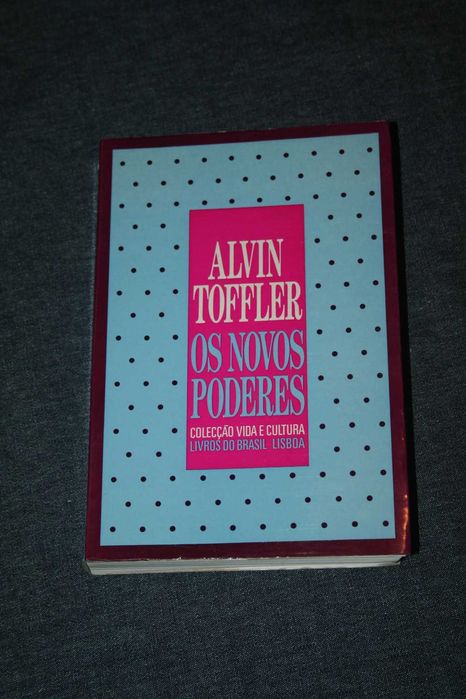 ALVIN
TOFFLER
OS NOVOS
PODERES
COLECÇÃO VIDA E CULTURA
LIVROS DO BRASIL LISBOA